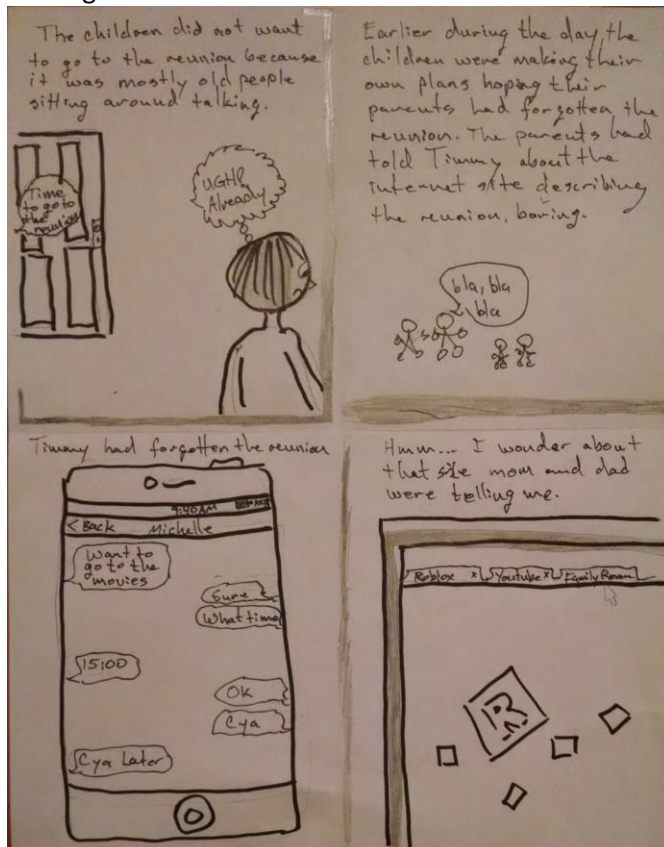 The children did not want
to go to the reunion because
it was mostly old people
sitting around talking.
Time
to go to
the
reunion
UGH!
Already
Earlier during the day, the
children were making their
own plans hoping their
parents had forgotten the
reunion. The parents had
told Timmy about the
internet site describing
the reunion, boring.
bla, bla
bla
Timmy had forgotten the reunion
9:40 AM
< Back Michelle
Want to
go to the
movies
Sure
What time
15:00
OK
Cya
Cya Later
Hmm... I wonder about
that site mom and dad
were telling me.
Roblox x Youtube x Family Room
R